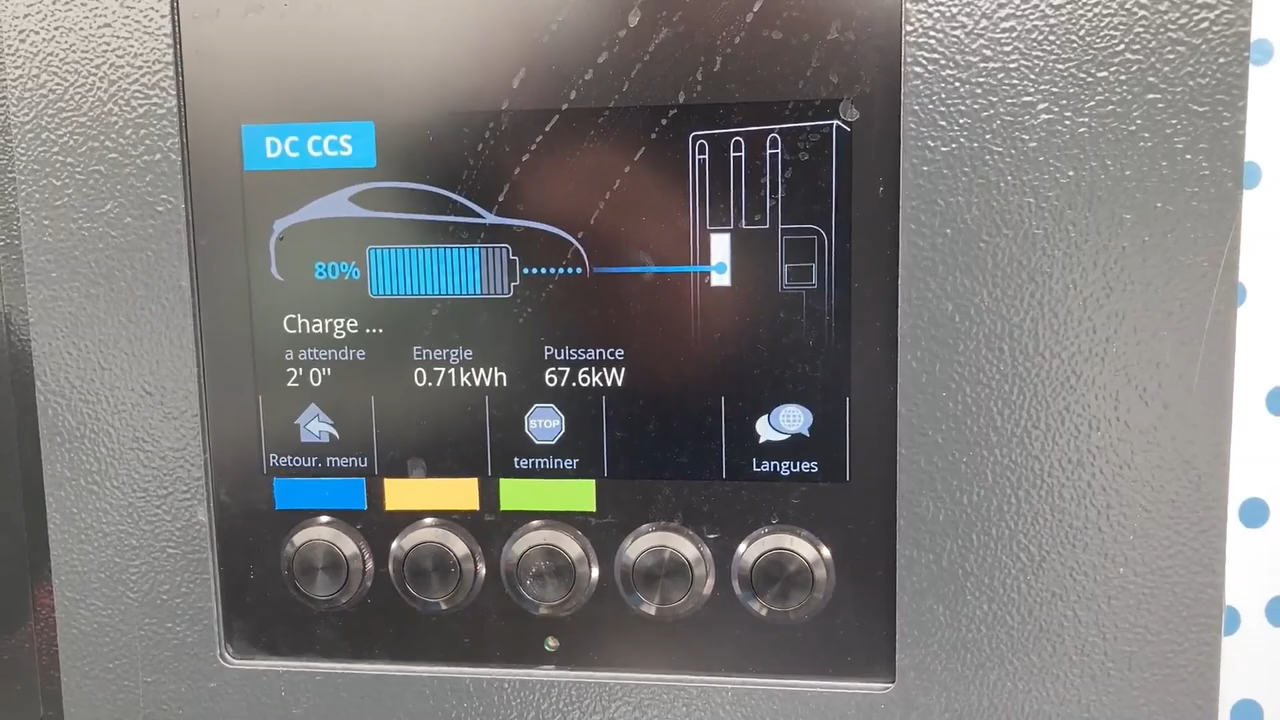 DC CCS
80%
Charge ...
a attendre Energie Puissance
2' 0" 0.71kWh 67.6kW
STOP
Retour. menu terminer Langues